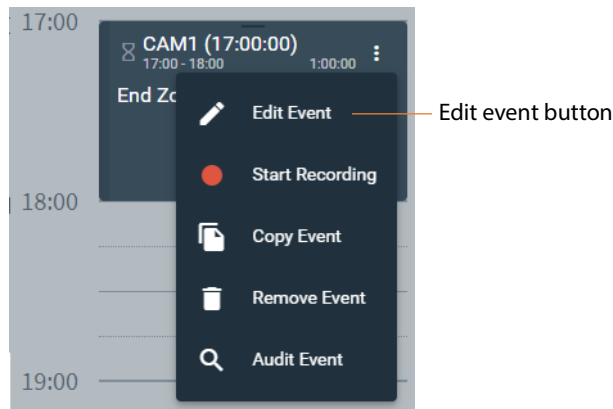 17:00
CAM1 (17:00:00)
17:00 - 18:00 1:00:00
End Zo
Edit Event
Edit event button
Start Recording
18:00
Copy Event
Remove Event
Audit Event
19:00